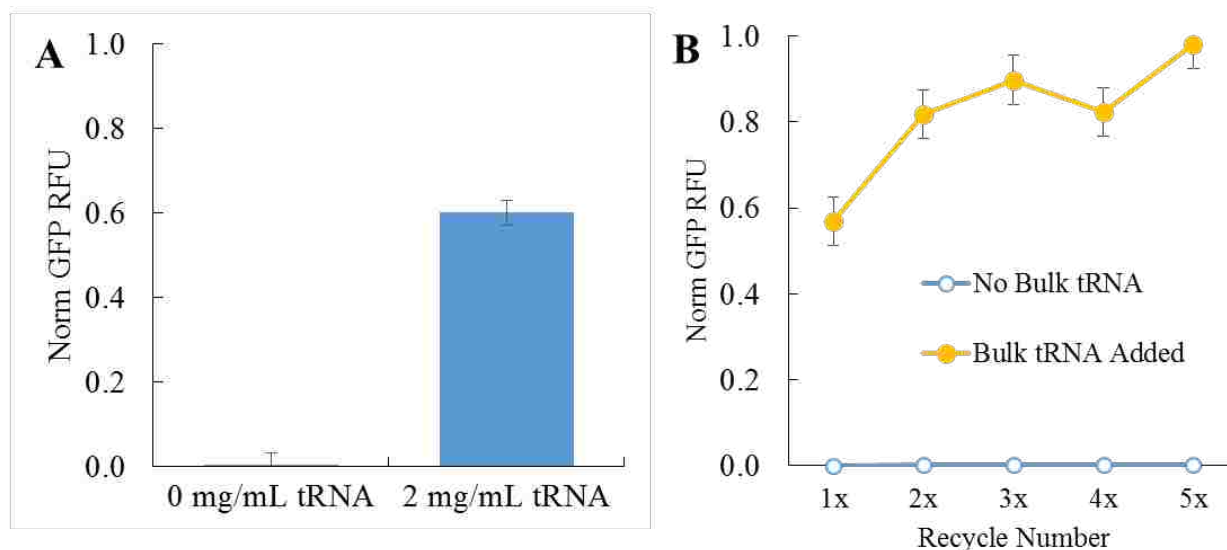 A
Norm GFP RFU
1.0
0.8
0.6
0.4
0.2
0.0
0 mg/mL tRNA
2 mg/mL tRNA
B
Norm GFP RFU
1.0
0.8
0.6
0.4
0.2
0.0
No Bulk tRNA
Bulk tRNA Added
1x 2x 3x 4x 5x
Recycle Number